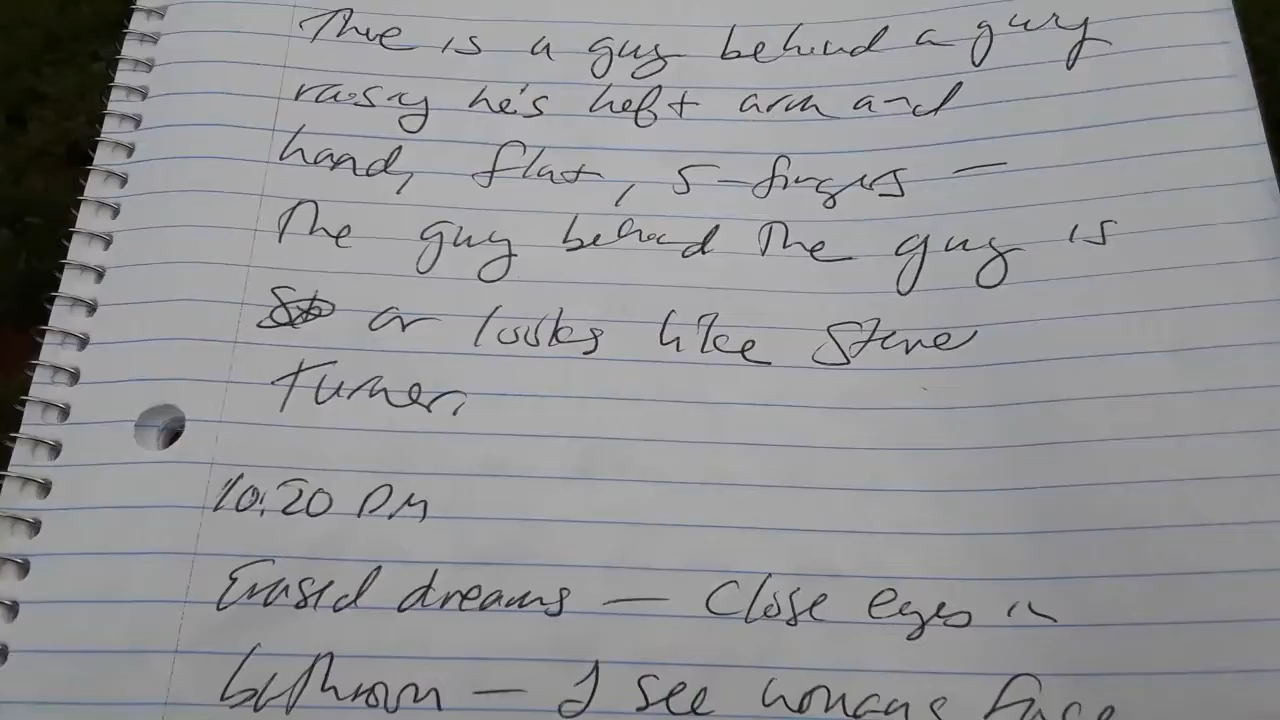 There is a guy behind a guy
raising he's left arm and
hand, flat, 5-fingers —
The guy behind the guy is
or looks like Steve
Turner.
10:20 PM
Erased dreams — Close eyes in
bathroom — I see womans face